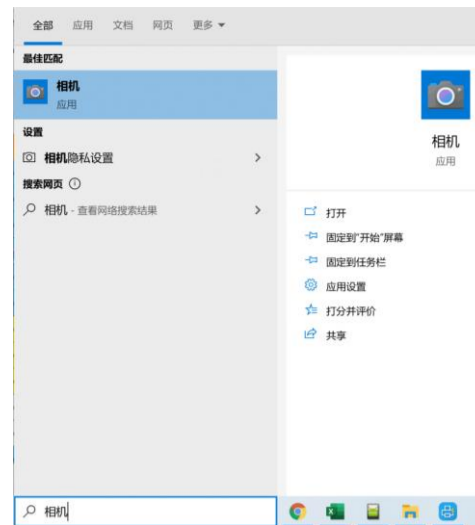 全部 应用 文档 网页 更多
最佳匹配
相机
应用
设置
相机隐私设置
搜索网页
相机 - 查看网络搜索结果
相机
应用
打开
固定到"开始"屏幕
固定到任务栏
应用设置
打分并评价
共享
相机